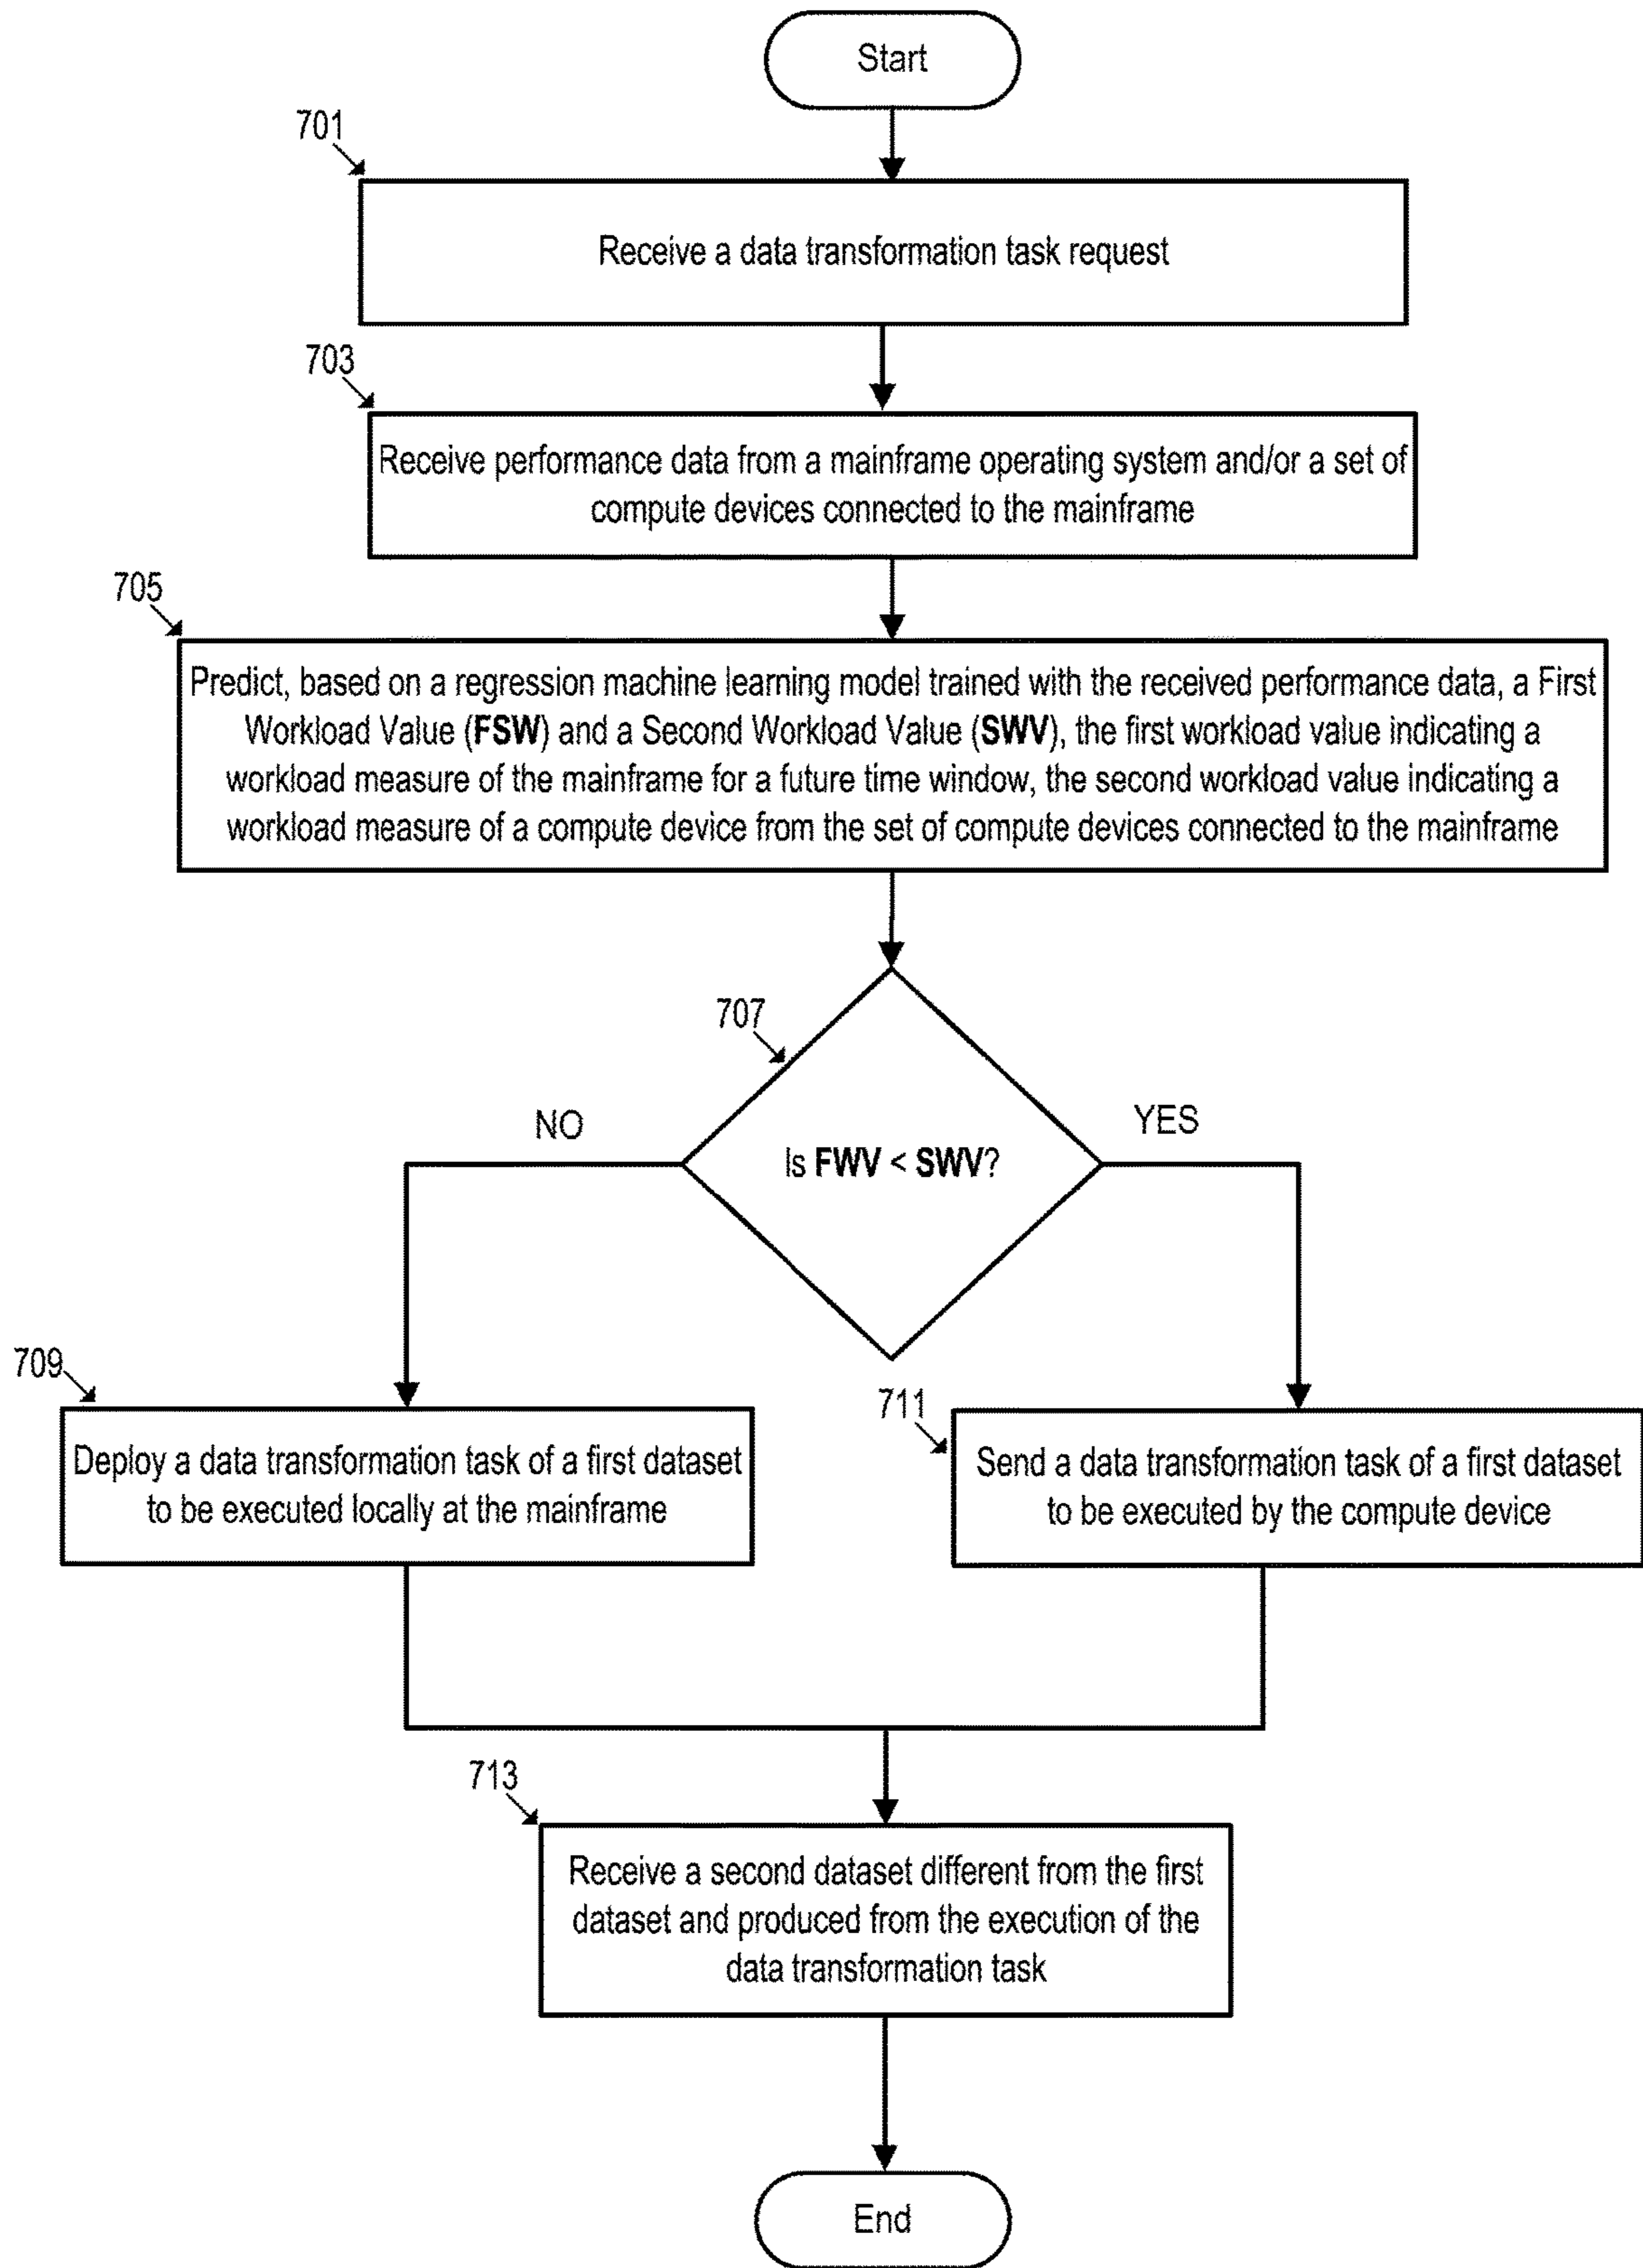 Start
701
Receive a data transformation task request
703
Receive performance data from a mainframe operating system and/or a set of
compute devices connected to the mainframe
705
Predict, based on a regression machine learning model trained with the received performance data, a First
Workload Value (FSW) and a Second Workload Value (SWV), the first workload value indicating a
workload measure of the mainframe for a future time window, the second workload value indicating a
workload measure of a compute device from the set of compute devices connected to the mainframe
707
NO
YES
Is FWV < SWV?
709
Deploy a data transformation task of a first dataset
to be executed locally at the mainframe
711
Send a data transformation task of a first dataset
to be executed by the compute device
713
Receive a second dataset different from the first
dataset and produced from the execution of the
data transformation task
End